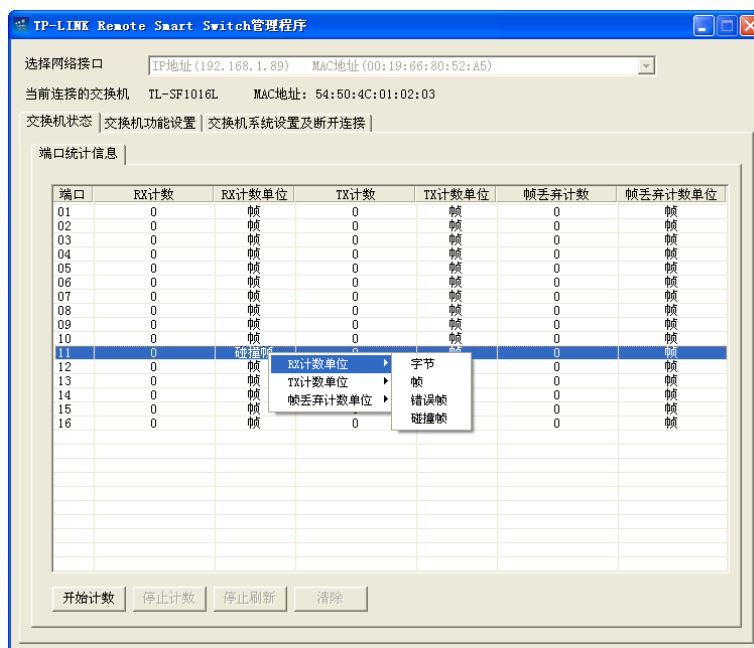 TP-LINK Remote Smart Switch管理程序
选择网络接口 IP地址(192.168.1.89) MAC地址(00:19:66:80:52:A5)
当前连接的交换机 TL-SF1016L MAC地址: 54:50:4C:01:02:03
交换机状态 交换机功能设置 交换机系统设置及断开连接
端口统计信息
端口 RX计数 RX计数单位 TX计数 TX计数单位 帧丢弃计数 帧丢弃计数单位
01 0 帧 0 帧 0 帧
02 0 帧 0 帧 0 帧
03 0 帧 0 帧 0 帧
04 0 帧 0 帧 0 帧
05 0 帧 0 帧 0 帧
06 0 帧 0 帧 0 帧
07 0 帧 0 帧 0 帧
08 0 帧 0 帧 0 帧
09 0 帧 0 帧 0 帧
10 0 帧 0 帧 0 帧
11 0 碰撞帧 0 帧 0 帧
12 0 帧 RX计数单位 字节 0 帧
13 0 帧 TX计数单位 帧 0 帧
14 0 帧 帧丢弃计数单位 错误帧 0 帧
15 0 帧 0 碰撞帧 0 帧
16 0 帧 0 0 帧
开始计数 停止计数 停止刷新 清除